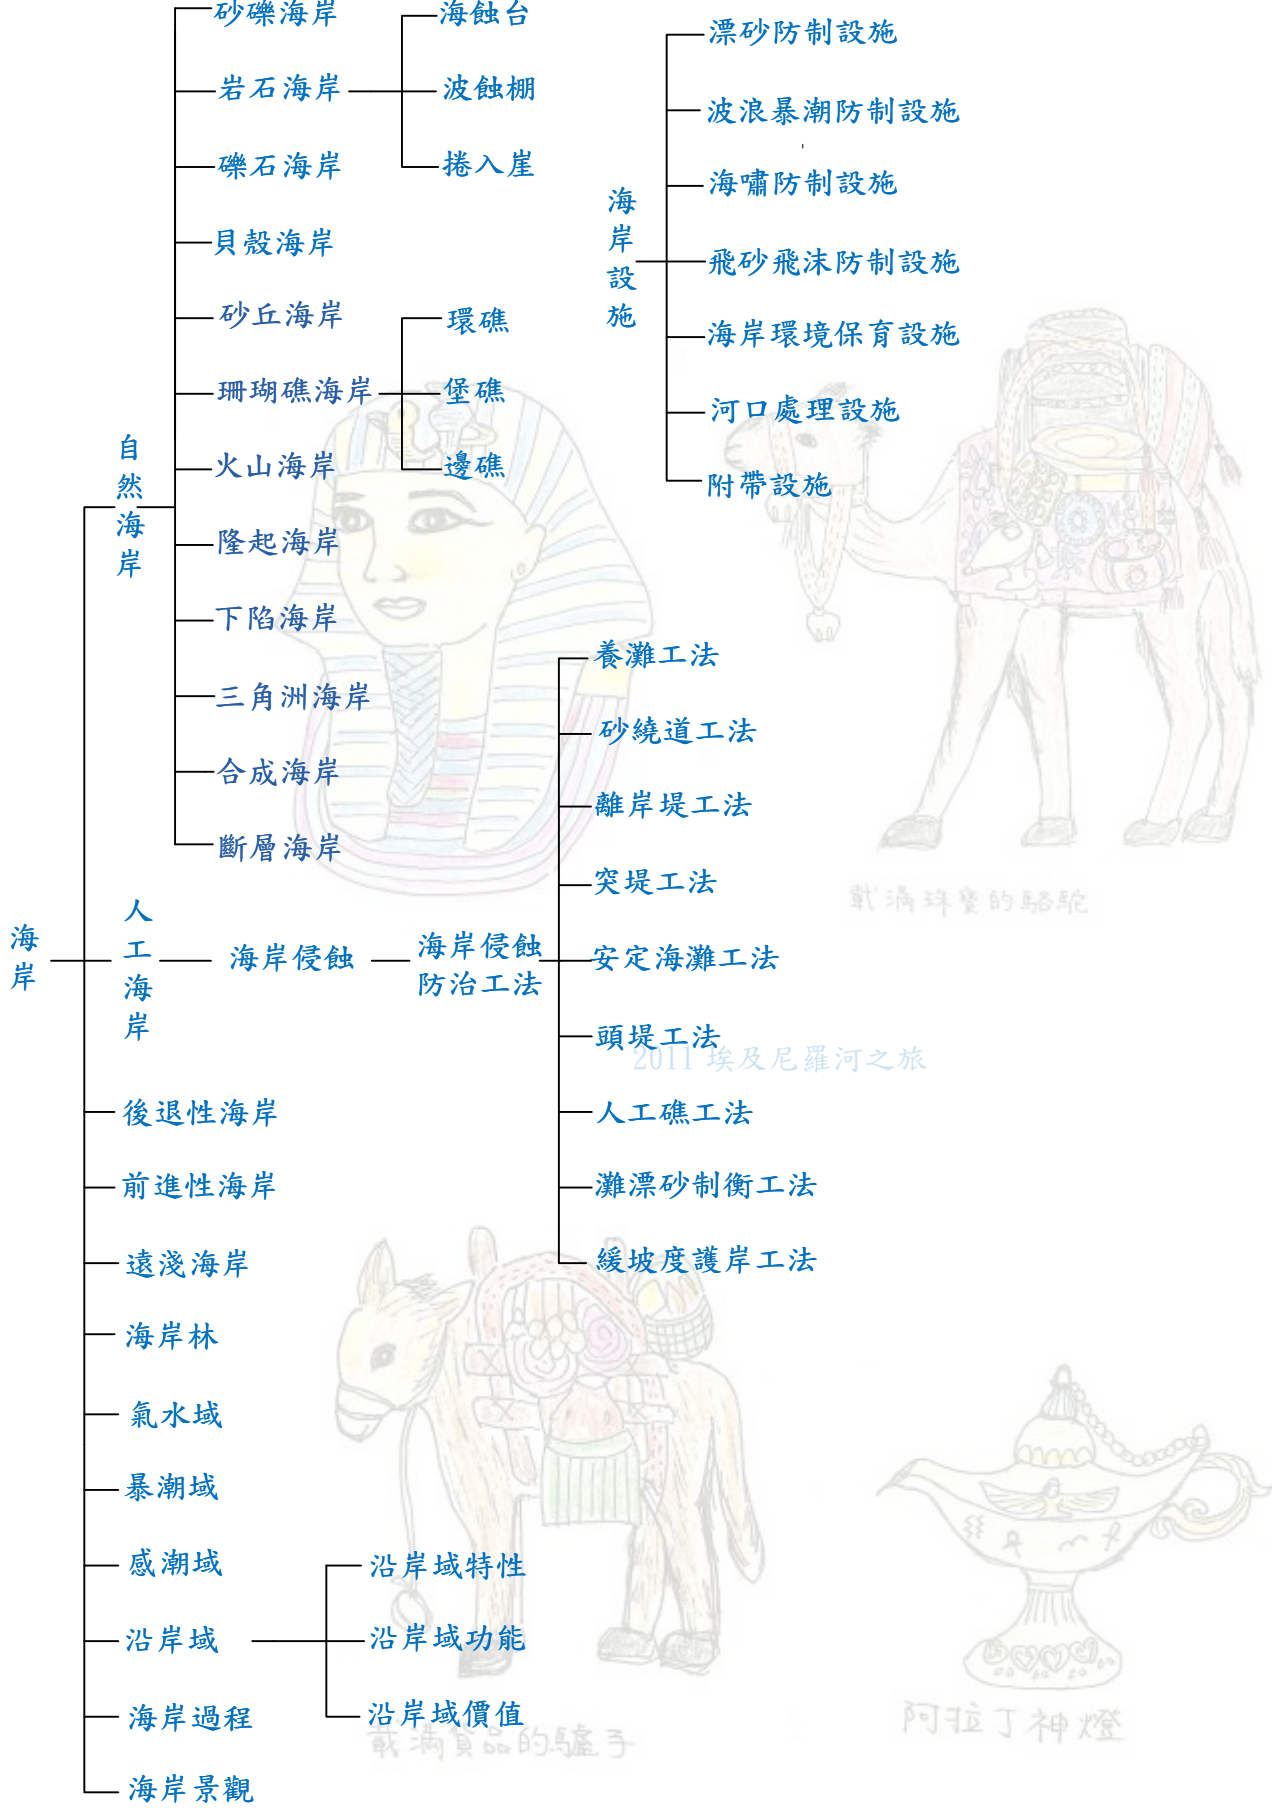 砂礫海岸
岩石海岸
礫石海岸
貝殼海岸
砂丘海岸
珊瑚礁海岸
火山海岸
隆起海岸
下陷海岸
三角洲海岸
合成海岸
斷層海岸
海蝕台
波蝕棚
捲入崖
環礁
堡礁
邊礁
海岸設施
漂砂防制設施
波浪暴潮防制設施
海嘯防制設施
飛砂飛沫防制設施
海岸環境保育設施
河口處理設施
附帶設施
自然海岸
海岸
人工海岸
海岸侵蝕
海岸侵蝕
防治工法
養灘工法
砂繞道工法
離岸堤工法
突堤工法
安定海灘工法
頭堤工法
人工礁工法
灘漂砂制衡工法
緩坡度護岸工法
後退性海岸
前進性海岸
遠淺海岸
海岸林
氣水域
暴潮域
感潮域
沿岸域
海岸過程
海岸景觀
沿岸域特性
沿岸域功能
沿岸域價值
載滿珠寶的駱駝
2011 埃及尼羅河之旅
載滿貨品的驢子
阿拉丁神燈